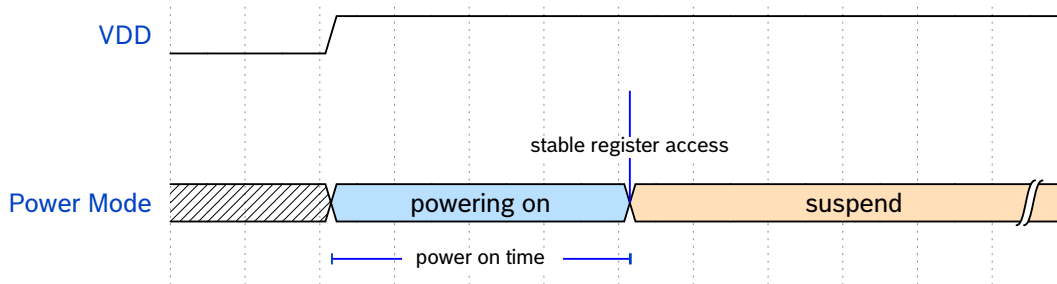 VDD
stable register access
Power Mode
powering on
suspend
power on time